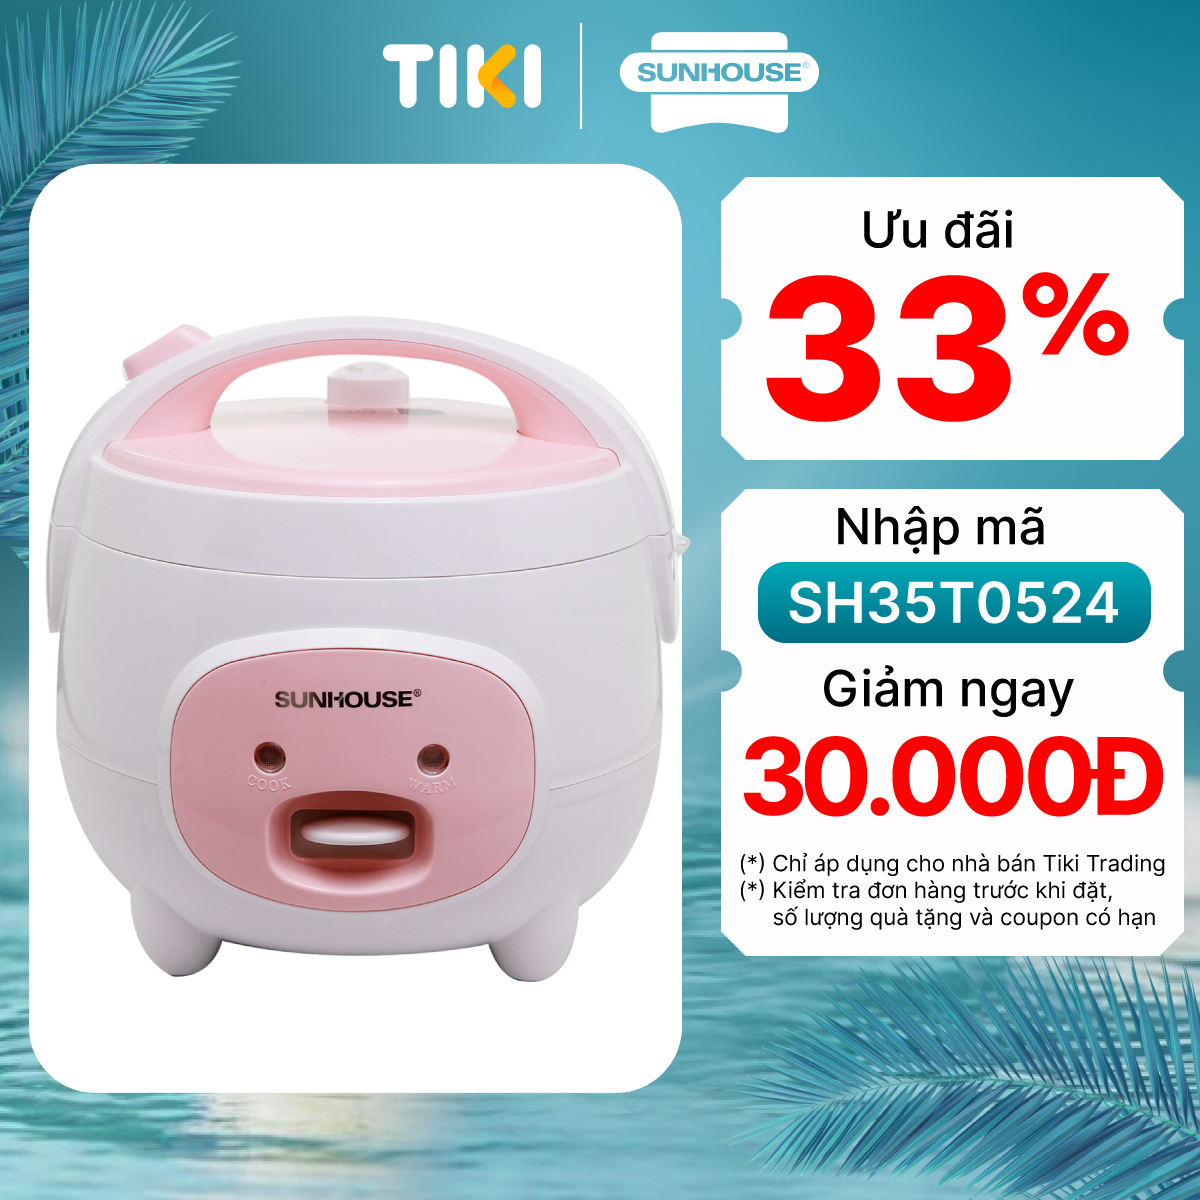 TIKI
SUNHOUSE®
Ưu đãi
33%
Nhập mã
SH35T0524
Giảm ngay
30.000Đ
(*) Chỉ áp dụng cho nhà bán Tiki Trading
(*) Kiểm tra đơn hàng trước khi đặt,
số lượng quà tặng và coupon có hạn
SUNHOUSE®
COOK WARM